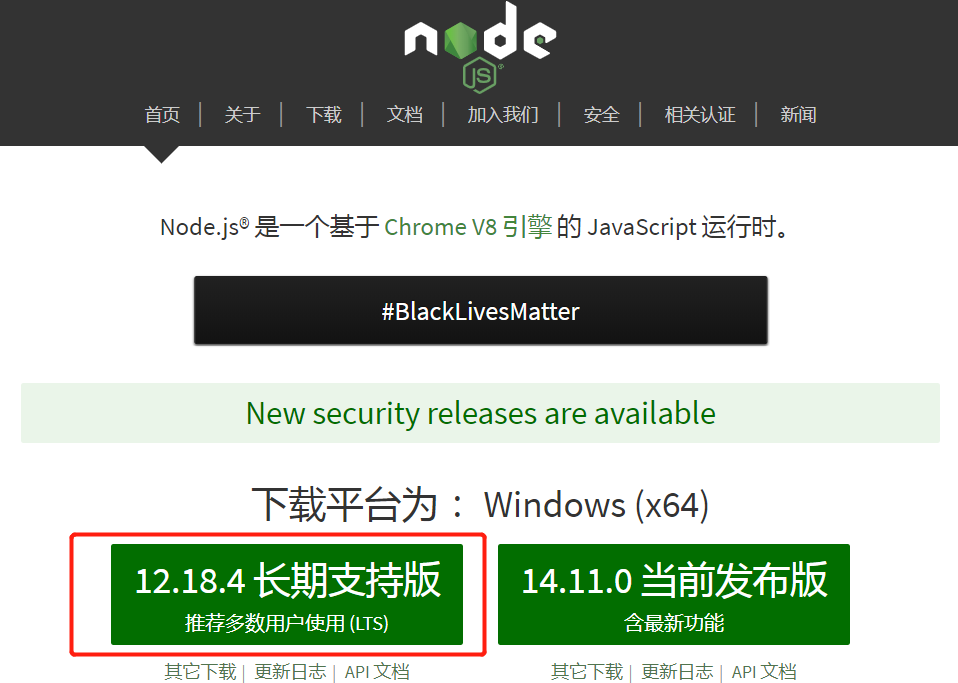 node
JS®
首页 | 关于 | 下载 | 文档 | 加入我们 | 安全 | 相关认证 | 新闻
Node.js® 是一个基于 Chrome V8 引擎 的 JavaScript 运行时。
#BlackLivesMatter
New security releases are available
下载平台为： Windows (x64)
12.18.4 长期支持版
推荐多数用户使用 (LTS)
其它下载 | 更新日志 | API 文档
14.11.0 当前发布版
含最新功能
其它下载 | 更新日志 | API 文档